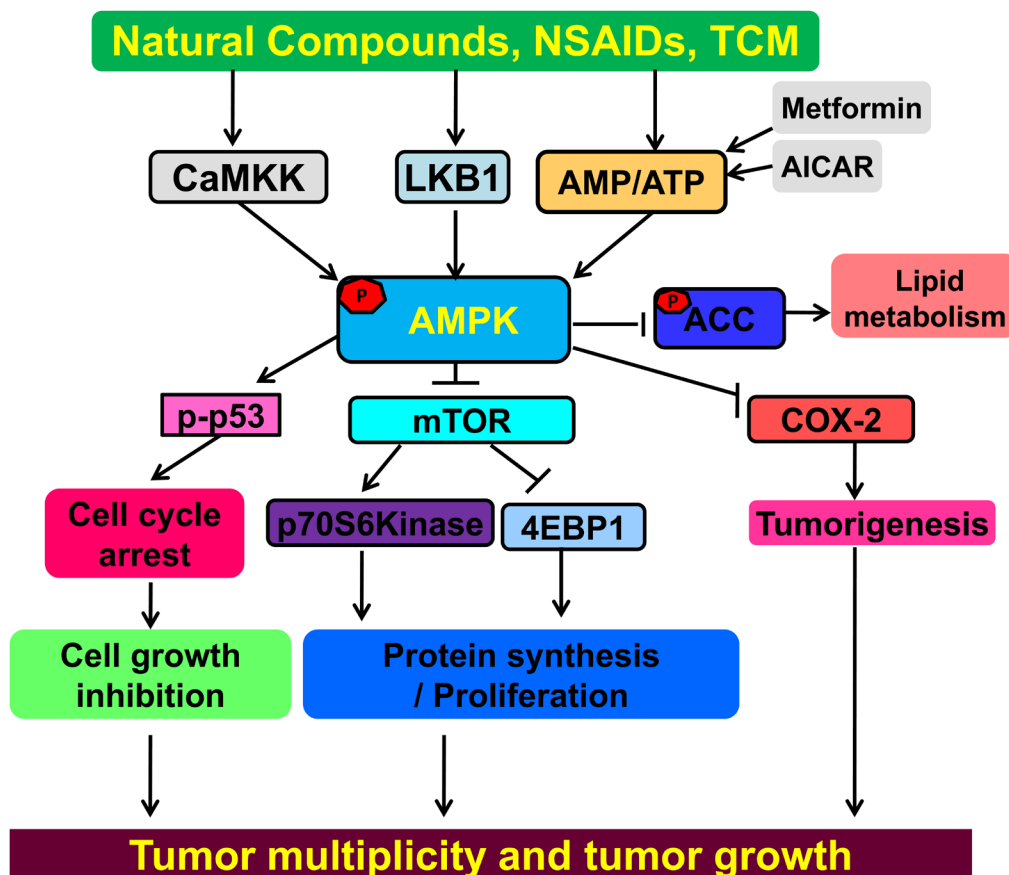 Natural Compounds, NSAIDs, TCM
Metformin
AICAR
CaMKK
LKB1
AMP/ATP
P
AMPK
P
ACC
Lipid
metabolism
p-p53
mTOR
COX-2
Cell cycle
arrest
p70S6Kinase
4EBP1
Tumorigenesis
Cell growth
inhibition
Protein synthesis
/ Proliferation
Tumor multiplicity and tumor growth